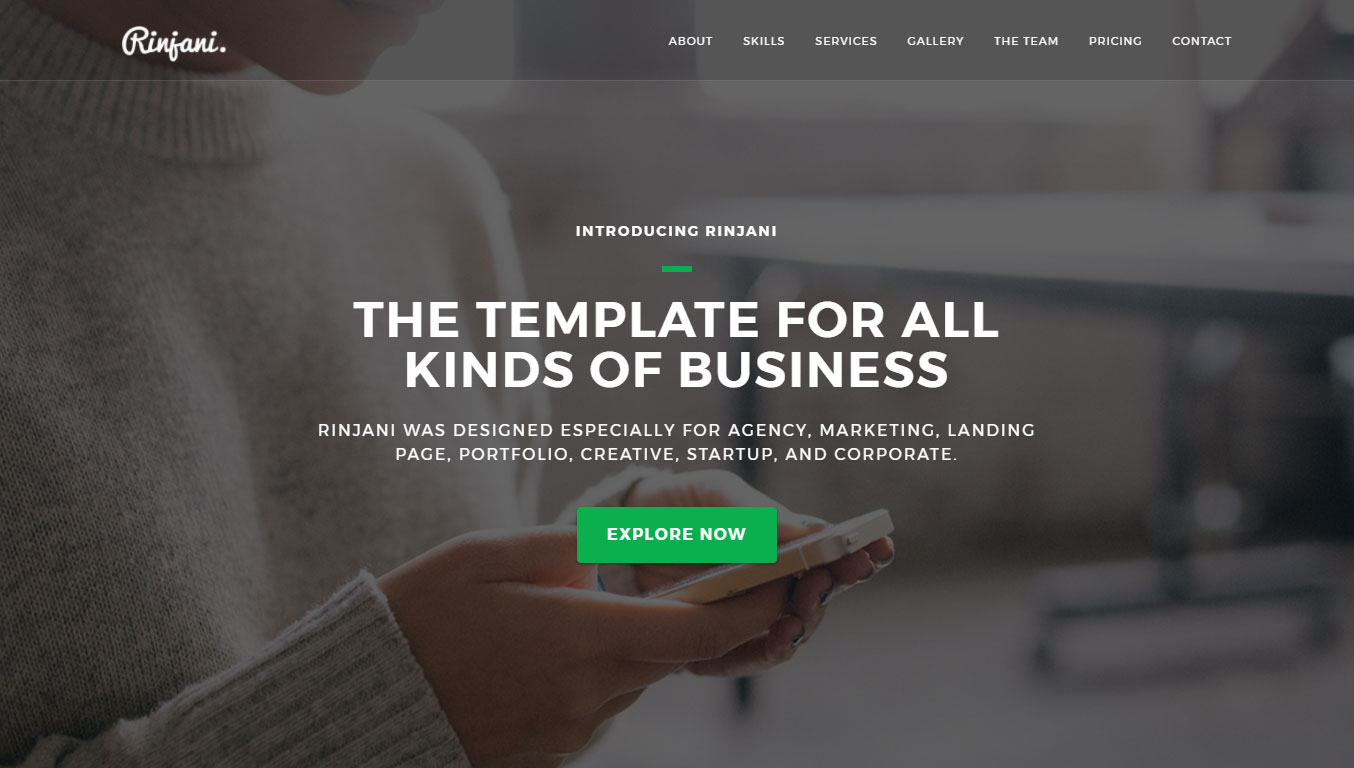 Rinjani.
ABOUT SKILLS SERVICES GALLERY THE TEAM PRICING CONTACT
INTRODUCING RINJANI
THE TEMPLATE FOR ALL
KINDS OF BUSINESS
RINJANI WAS DESIGNED ESPECIALLY FOR AGENCY, MARKETING, LANDING
PAGE, PORTFOLIO, CREATIVE, STARTUP, AND CORPORATE.
EXPLORE NOW